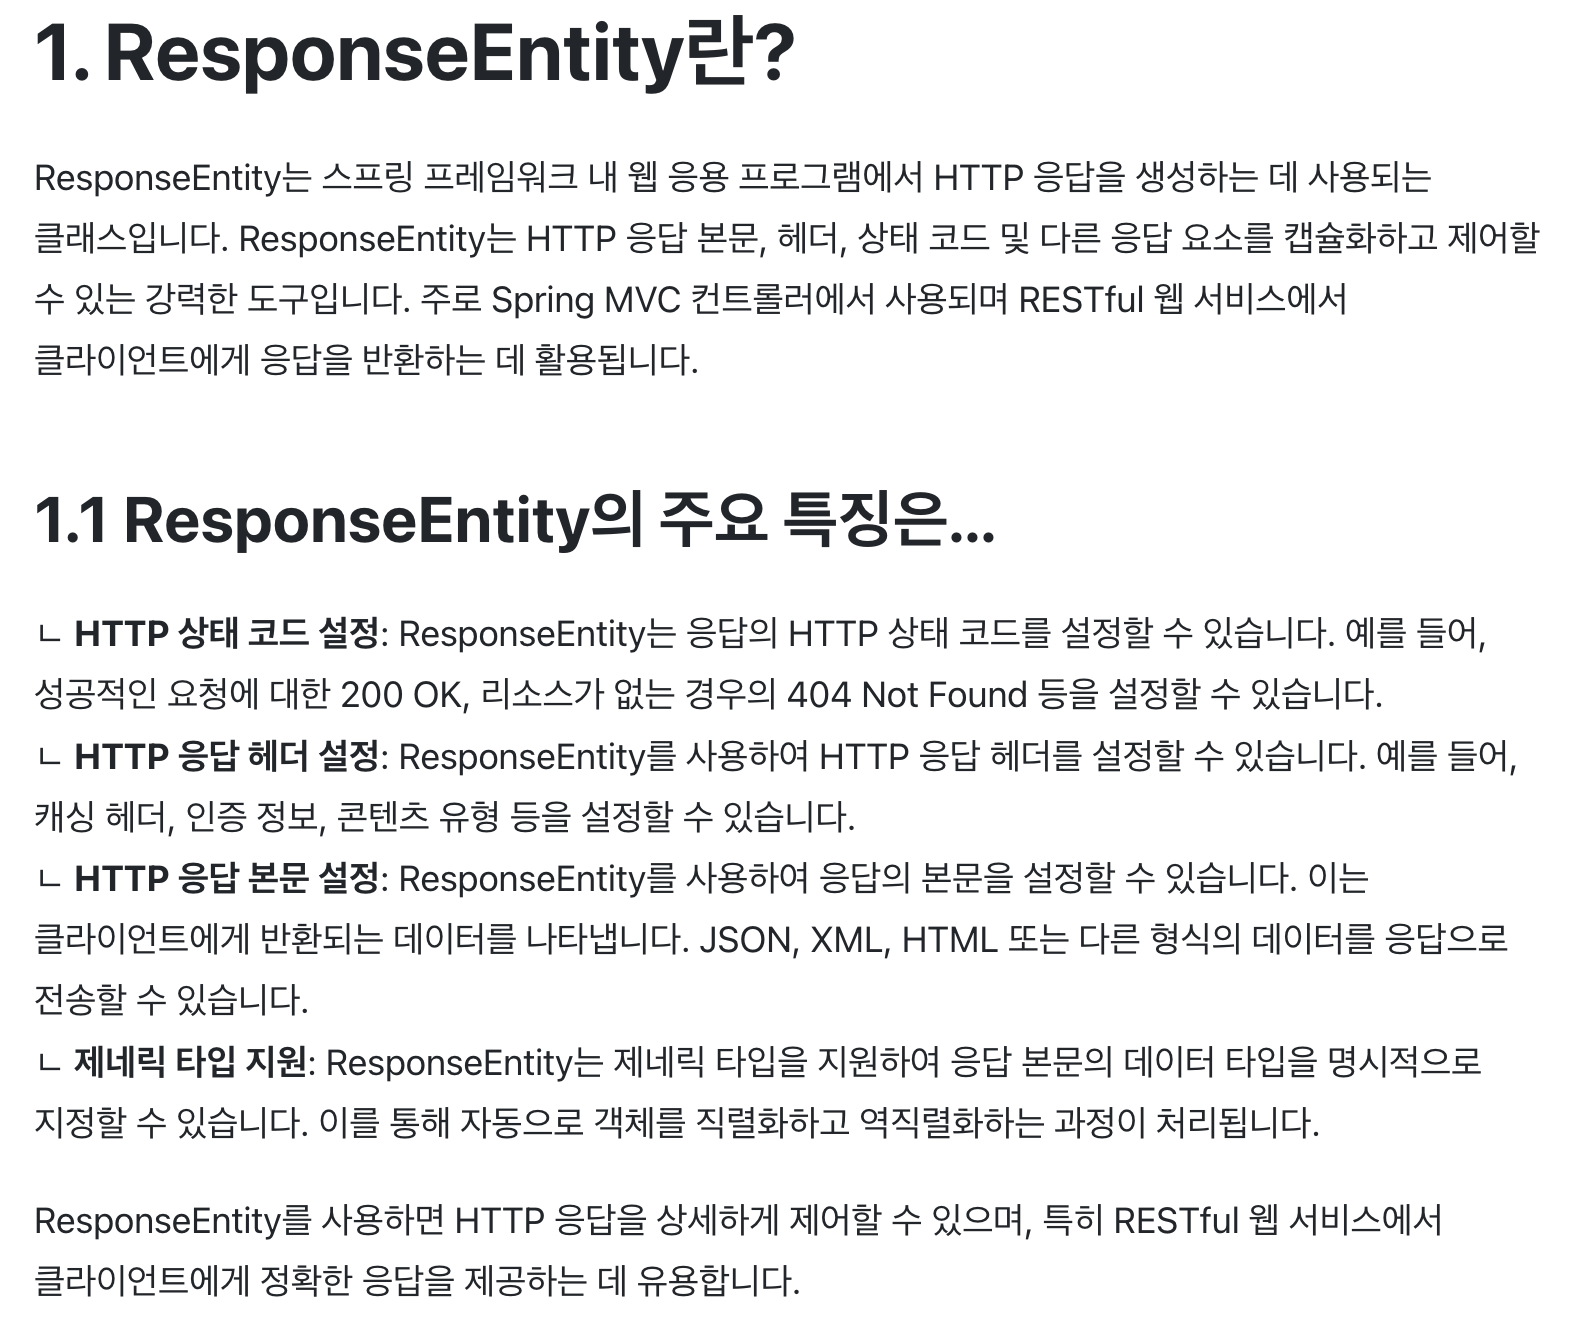 1. ResponseEntity란?
ResponseEntity는 스프링 프레임워크 내 웹 응용 프로그램에서 HTTP 응답을 생성하는 데 사용되는
클래스입니다. ResponseEntity는 HTTP 응답 본문, 헤더, 상태 코드 및 다른 응답 요소를 캡슐화하고 제어할
수 있는 강력한 도구입니다. 주로 Spring MVC 컨트롤러에서 사용되며 RESTful 웹 서비스에서
클라이언트에게 응답을 반환하는 데 활용됩니다.
1.1 ResponseEntity의 주요 특징은...
ㄴ HTTP 상태 코드 설정: ResponseEntity는 응답의 HTTP 상태 코드를 설정할 수 있습니다. 예를 들어,
성공적인 요청에 대한 200 OK, 리소스가 없는 경우의 404 Not Found 등을 설정할 수 있습니다.
ㄴ HTTP 응답 헤더 설정: ResponseEntity를 사용하여 HTTP 응답 헤더를 설정할 수 있습니다. 예를 들어,
캐싱 헤더, 인증 정보, 콘텐츠 유형 등을 설정할 수 있습니다.
ㄴ HTTP 응답 본문 설정: ResponseEntity를 사용하여 응답의 본문을 설정할 수 있습니다. 이는
클라이언트에게 반환되는 데이터를 나타냅니다. JSON, XML, HTML 또는 다른 형식의 데이터를 응답으로
전송할 수 있습니다.
ㄴ 제네릭 타입 지원: ResponseEntity는 제네릭 타입을 지원하여 응답 본문의 데이터 타입을 명시적으로
지정할 수 있습니다. 이를 통해 자동으로 객체를 직렬화하고 역직렬화하는 과정이 처리됩니다.
ResponseEntity를 사용하면 HTTP 응답을 상세하게 제어할 수 있으며, 특히 RESTful 웹 서비스에서
클라이언트에게 정확한 응답을 제공하는 데 유용합니다.